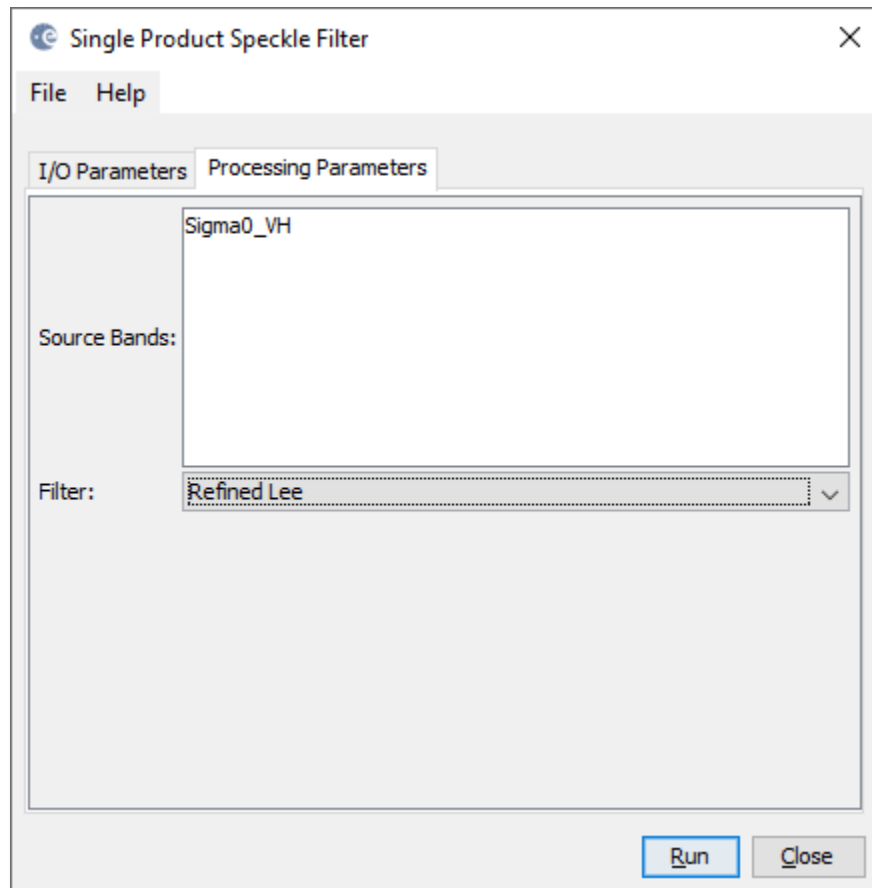 Single Product Speckle Filter
File Help
I/O Parameters Processing Parameters
Sigma0_VH
Source Bands:
Filter: Refined Lee
Run Close